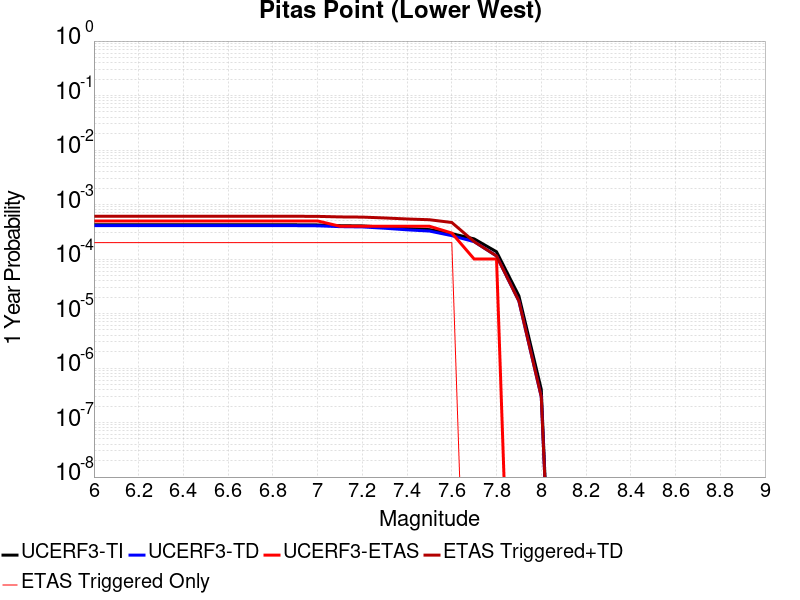 Pitas Point (Lower West)
10^0
10^-1
10^-2
10^-3
10^-4
10^-5
10^-6
10^-7
10^-8
1 Year Probability
6 6.2 6.4 6.6 6.8 7 7.2 7.4 7.6 7.8 8 8.2 8.4 8.6 8.8 9
Magnitude
UCERF3-TI UCERF3-TD UCERF3-ETAS ETAS Triggered+TD
ETAS Triggered Only